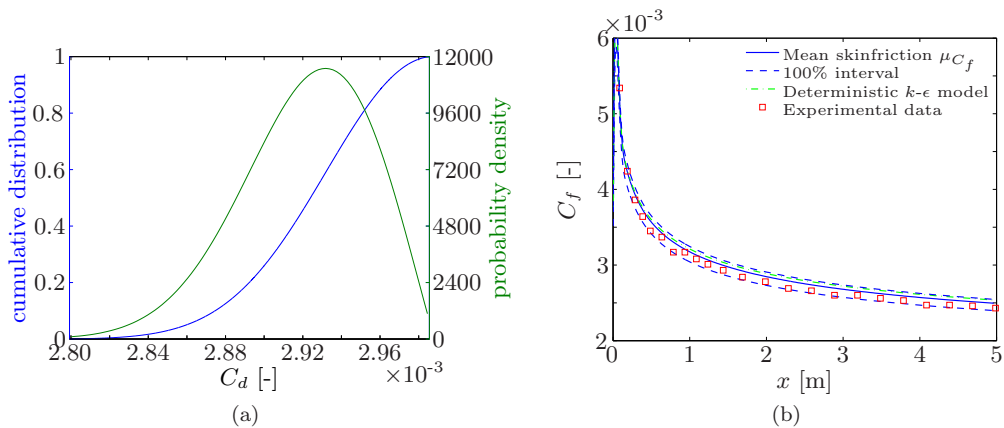 cumulative distribution
1
0.8
0.6
0.4
0.2
0
12000
9600
7200
4800
2400
0
probability density
2.80 2.84 2.88 2.92 2.96
×10⁻³
C_d [-]
(a)
×10⁻³
6
4
3
2
C_f [-]
Mean skinfriction μ_{C_f}
100% interval
Deterministic k-ϵ model
Experimental data
0 1 2 3 4 5
x [m]
(b)